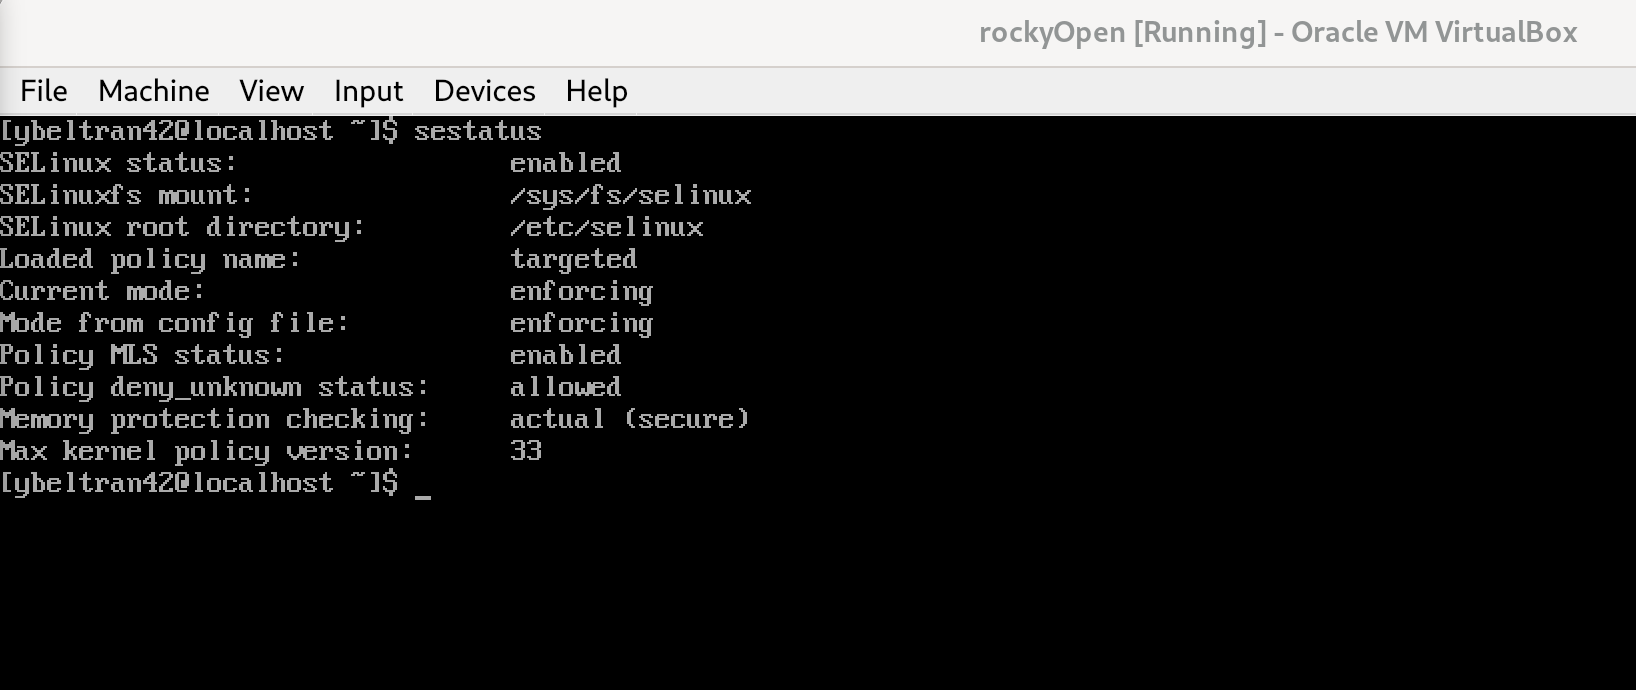 rockyOpen [Running] - Oracle VM VirtualBox
File Machine View Input Devices Help
[ybeltran42@localhost ~]$ sestatus
SELinux status: enabled
SELinuxfs mount: /sys/fs/selinux
SELinux root directory: /etc/selinux
Loaded policy name: targeted
Current mode: enforcing
Mode from config file: enforcing
Policy MLS status: enabled
Policy deny_unknown status: allowed
Memory protection checking: actual (secure)
Max kernel policy version: 33
[ybeltran42@localhost ~]$ _